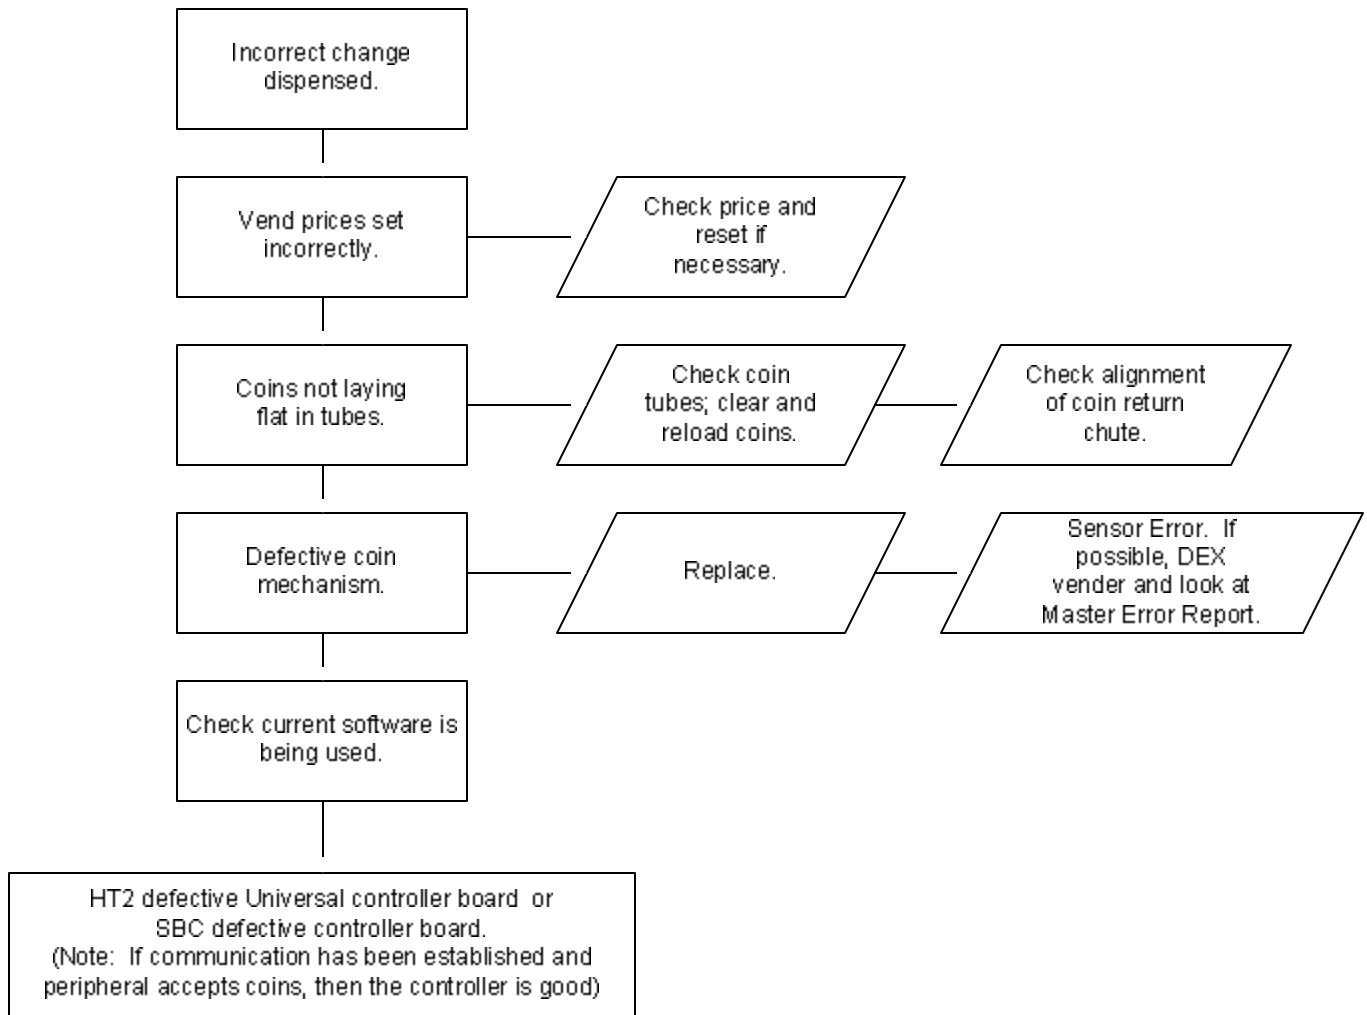 Incorrect change
dispensed.
Vend prices set
incorrectly.
Check price and
reset if
necessary.
Coins not laying
flat in tubes.
Check coin
tubes; clear and
reload coins.
Check alignment
of coin return
chute.
Defective coin
mechanism.
Replace.
Sensor Error.  If
possible, DEX
vender and look at
Master Error Report.
Check current software is
being used.
HT2 defective Universal controller board  or
SBC defective controller board.
(Note:  If communication has been established and
peripheral accepts coins, then the controller is good)